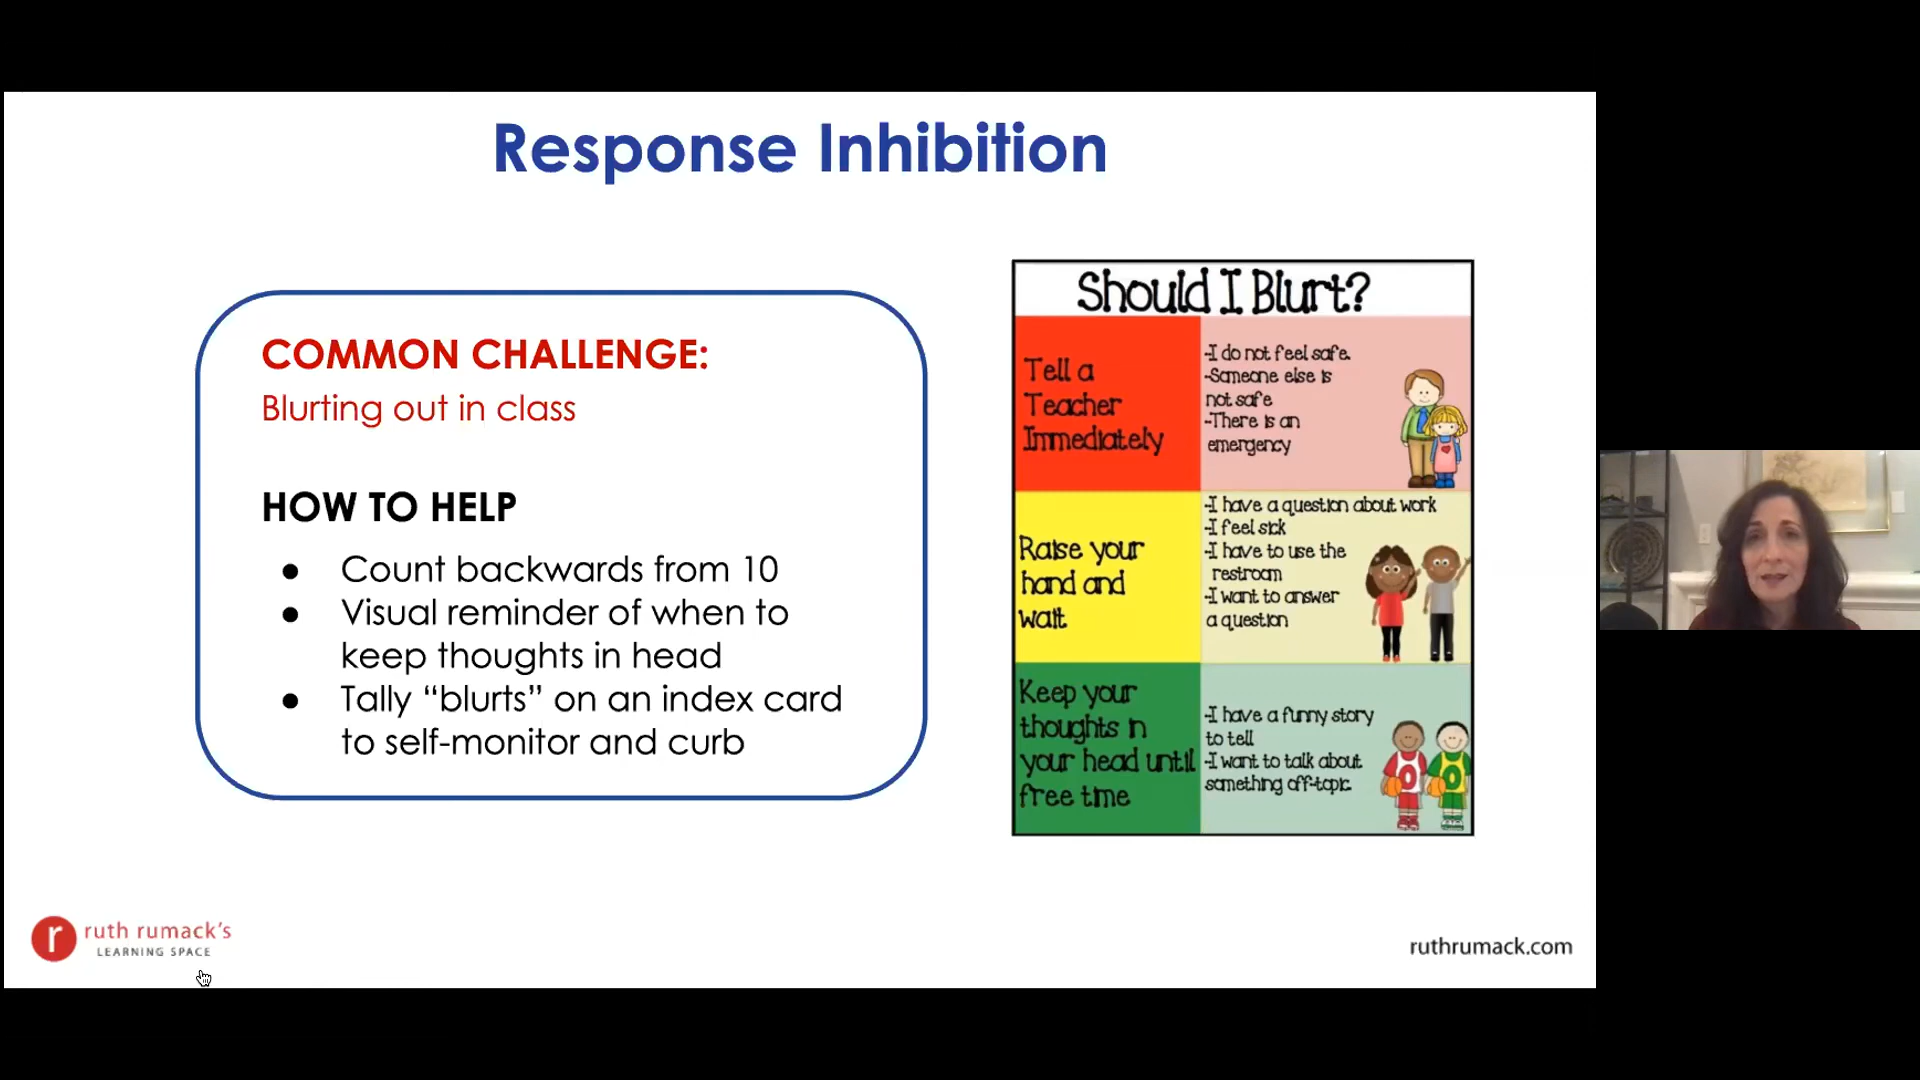 Response Inhibition
COMMON CHALLENGE:
Blurting out in class
HOW TO HELP
● Count backwards from 10
● Visual reminder of when to
keep thoughts in head
● Tally “blurts” on an index card
to self-monitor and curb
Should I Blurt?
Tell a
Teacher
Immediately
-I do not feel safe.
-Someone else is
not safe
-There is an
emergency
Raise your
hand and
wait
-I have a question about work
-I feel sick
-I have to use the
restroom
-I want to answer
a question
Keep your
thoughts in
your head until
free time
-I have a funny story
to tell
-I want to talk about
something off-topic.
r
ruth rumack's
LEARNING SPACE
ruthrumack.com